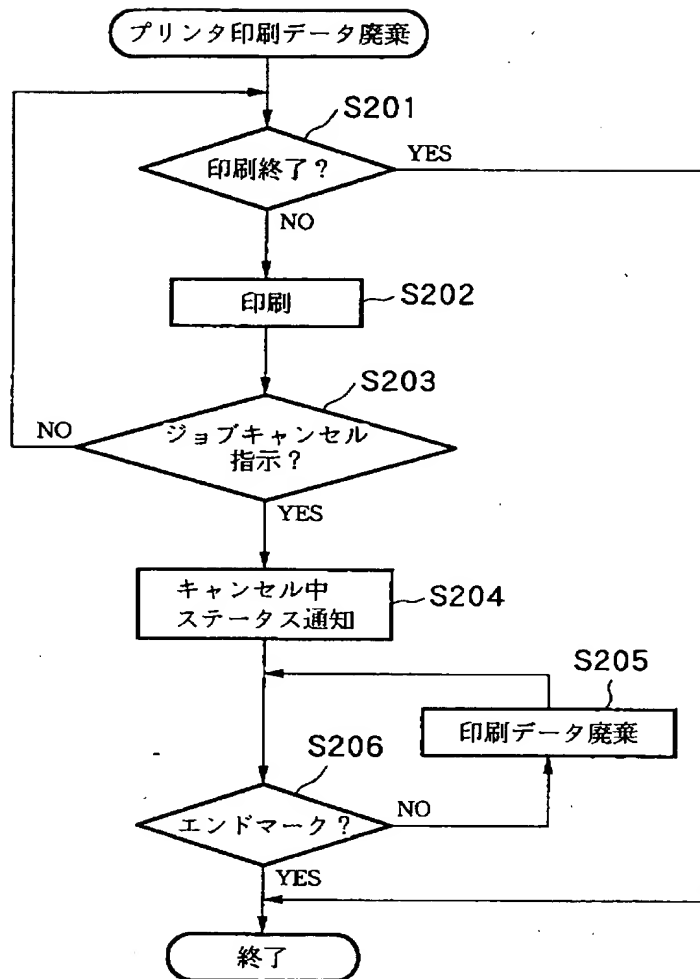 プリンタ印刷データ廃棄
S201
印刷終了?
YES
NO
印刷
S202
S203
ジョブキャンセル
指示?
NO
YES
キャンセル中
ステータス通知
S204
S205
印刷データ廃棄
S206
エンドマーク?
NO
YES
終了